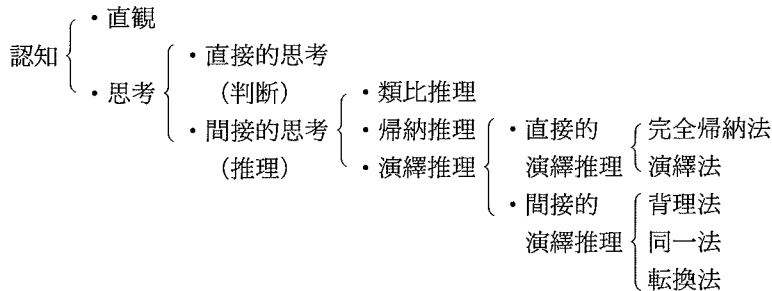 ・直観
認知
・直接的思考
・思考 (判断) ・類比推理
・間接的思考 ・帰納推理 ・直接的 完全帰納法
(推理) ・演繹推理 演繹推理 演繹法
・間接的 背理法
演繹推理 同一法
転換法